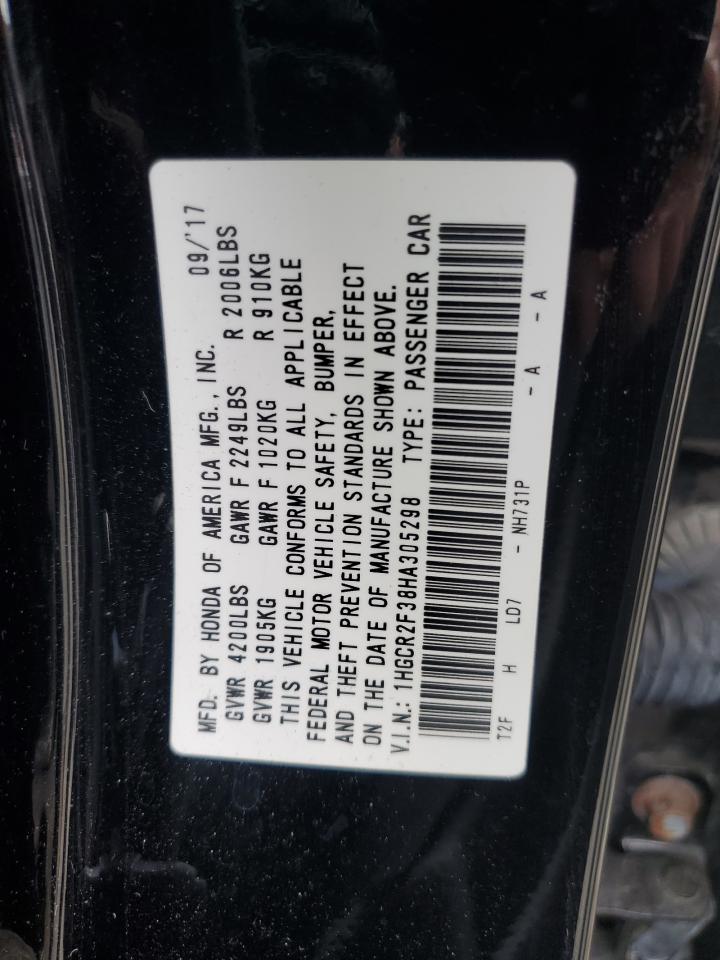 MFD. BY HONDA OF AMERICA MFG., INC. 09/'17
GVWR 4200LBS GAWR F 2249LBS R 2006LBS
GVWR 1905KG GAWR F 1020KG R 910KG
THIS VEHICLE CONFORMS TO ALL APPLICABLE
FEDERAL MOTOR VEHICLE SAFETY, BUMPER,
AND THEFT PREVENTION STANDARDS IN EFFECT
ON THE DATE OF MANUFACTURE SHOWN ABOVE.
V.I.N.: 1HGCR2F38HA305298 TYPE: PASSENGER CAR
T2F H LD7 - NH731P - A - A